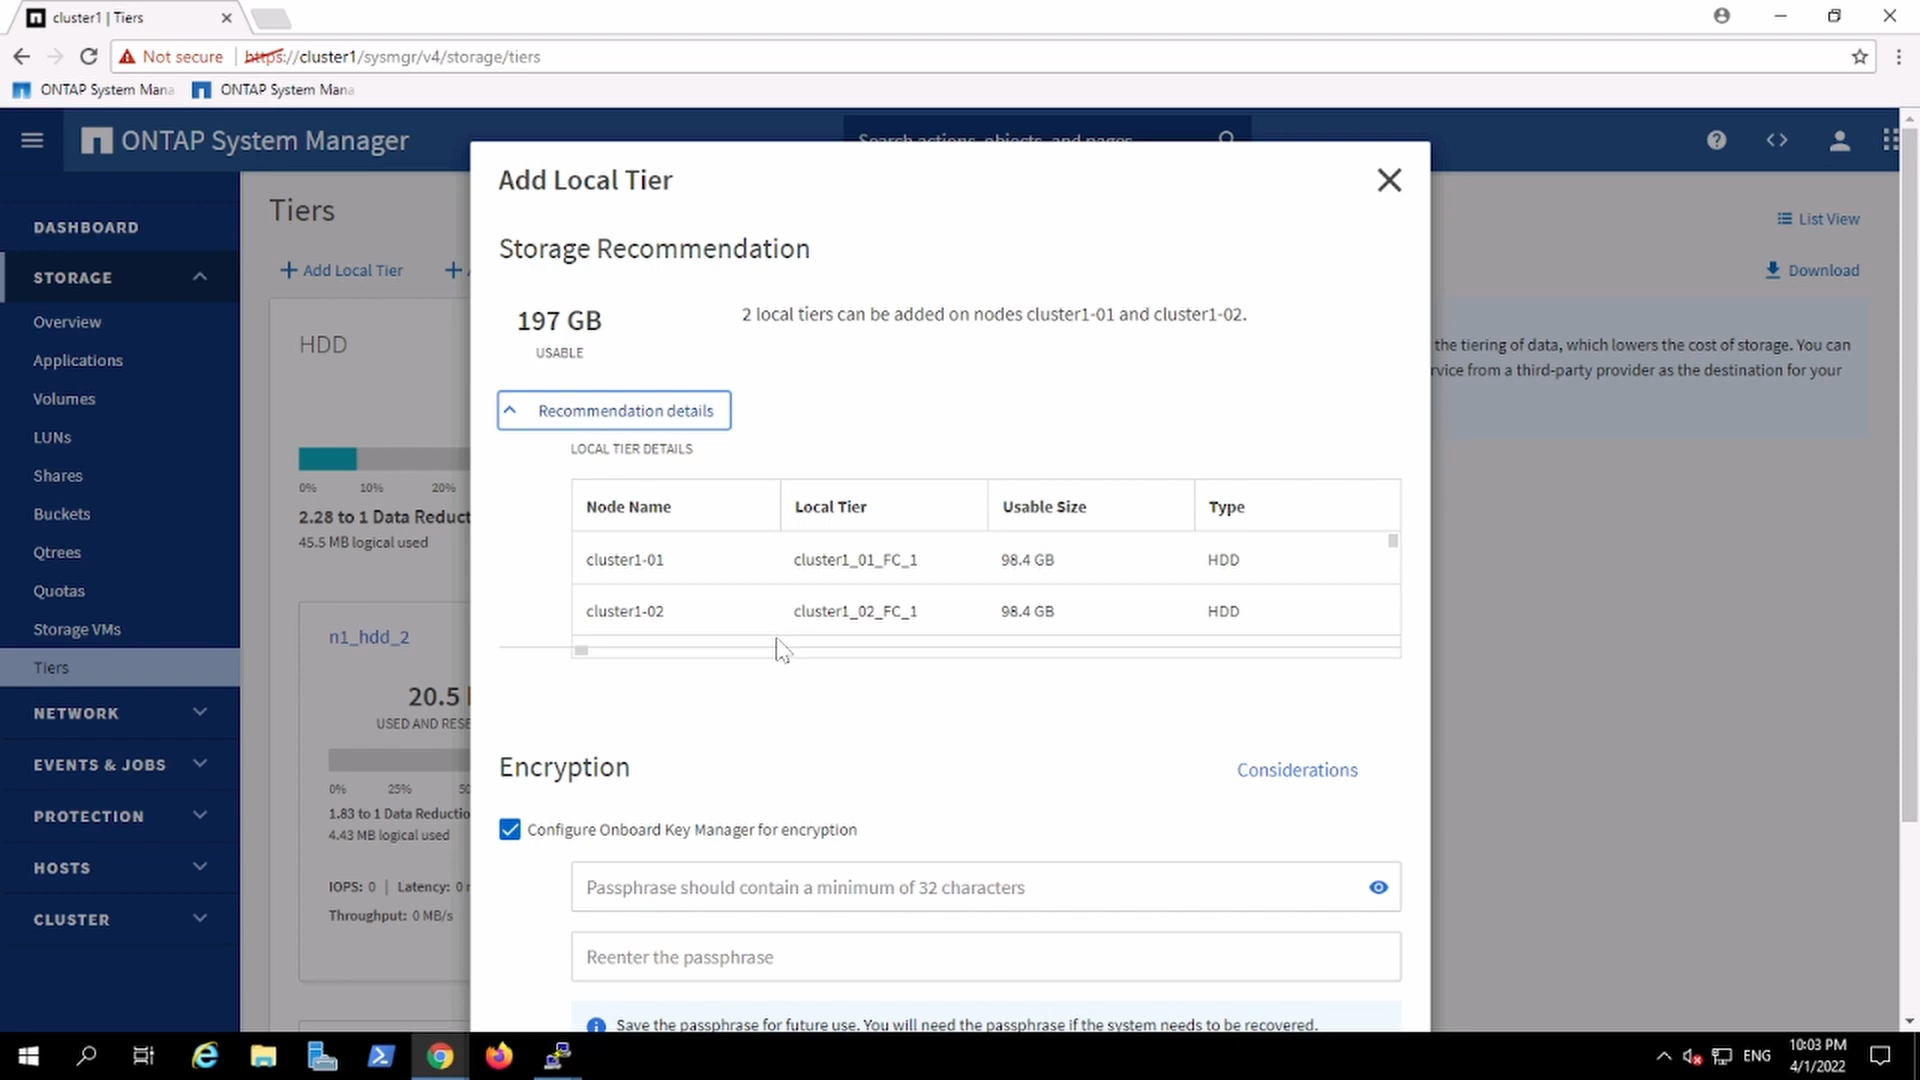 cluster1 | Tiers
Not secure
https://cluster1/sysmgr/v4/storage/tiers
ONTAP System Mana
ONTAP System Mana
ONTAP System Manager
Search actions, objects, and pages
DASHBOARD
STORAGE
Overview
Applications
Volumes
LUNs
Shares
Buckets
Qtrees
Quotas
Storage VMs
Tiers
NETWORK
EVENTS & JOBS
PROTECTION
HOSTS
CLUSTER
Tiers
List View
+ Add Local Tier
+
Download
HDD
0% 10% 20%
2.28 to 1 Data Reduct
45.5 MB logical used
n1_hdd_2
20.5
USED AND RESE
0% 25% 50
1.83 to 1 Data Reductio
4.43 MB logical used
IOPS: 0 | Latency: 0
Throughput: 0 MB/s
the tiering of data, which lowers the cost of storage. You can
rvice from a third-party provider as the destination for your
Add Local Tier
Storage Recommendation
197 GB
USABLE
2 local tiers can be added on nodes cluster1-01 and cluster1-02.
Recommendation details
LOCAL TIER DETAILS
Node Name Local Tier Usable Size Type
cluster1-01 cluster1_01_FC_1 98.4 GB HDD
cluster1-02 cluster1_02_FC_1 98.4 GB HDD
Encryption
Considerations
Configure Onboard Key Manager for encryption
Passphrase should contain a minimum of 32 characters
Reenter the passphrase
Save the passphrase for future use. You will need the passphrase if the system needs to be recovered.
ENG
10:03 PM
4/1/2022